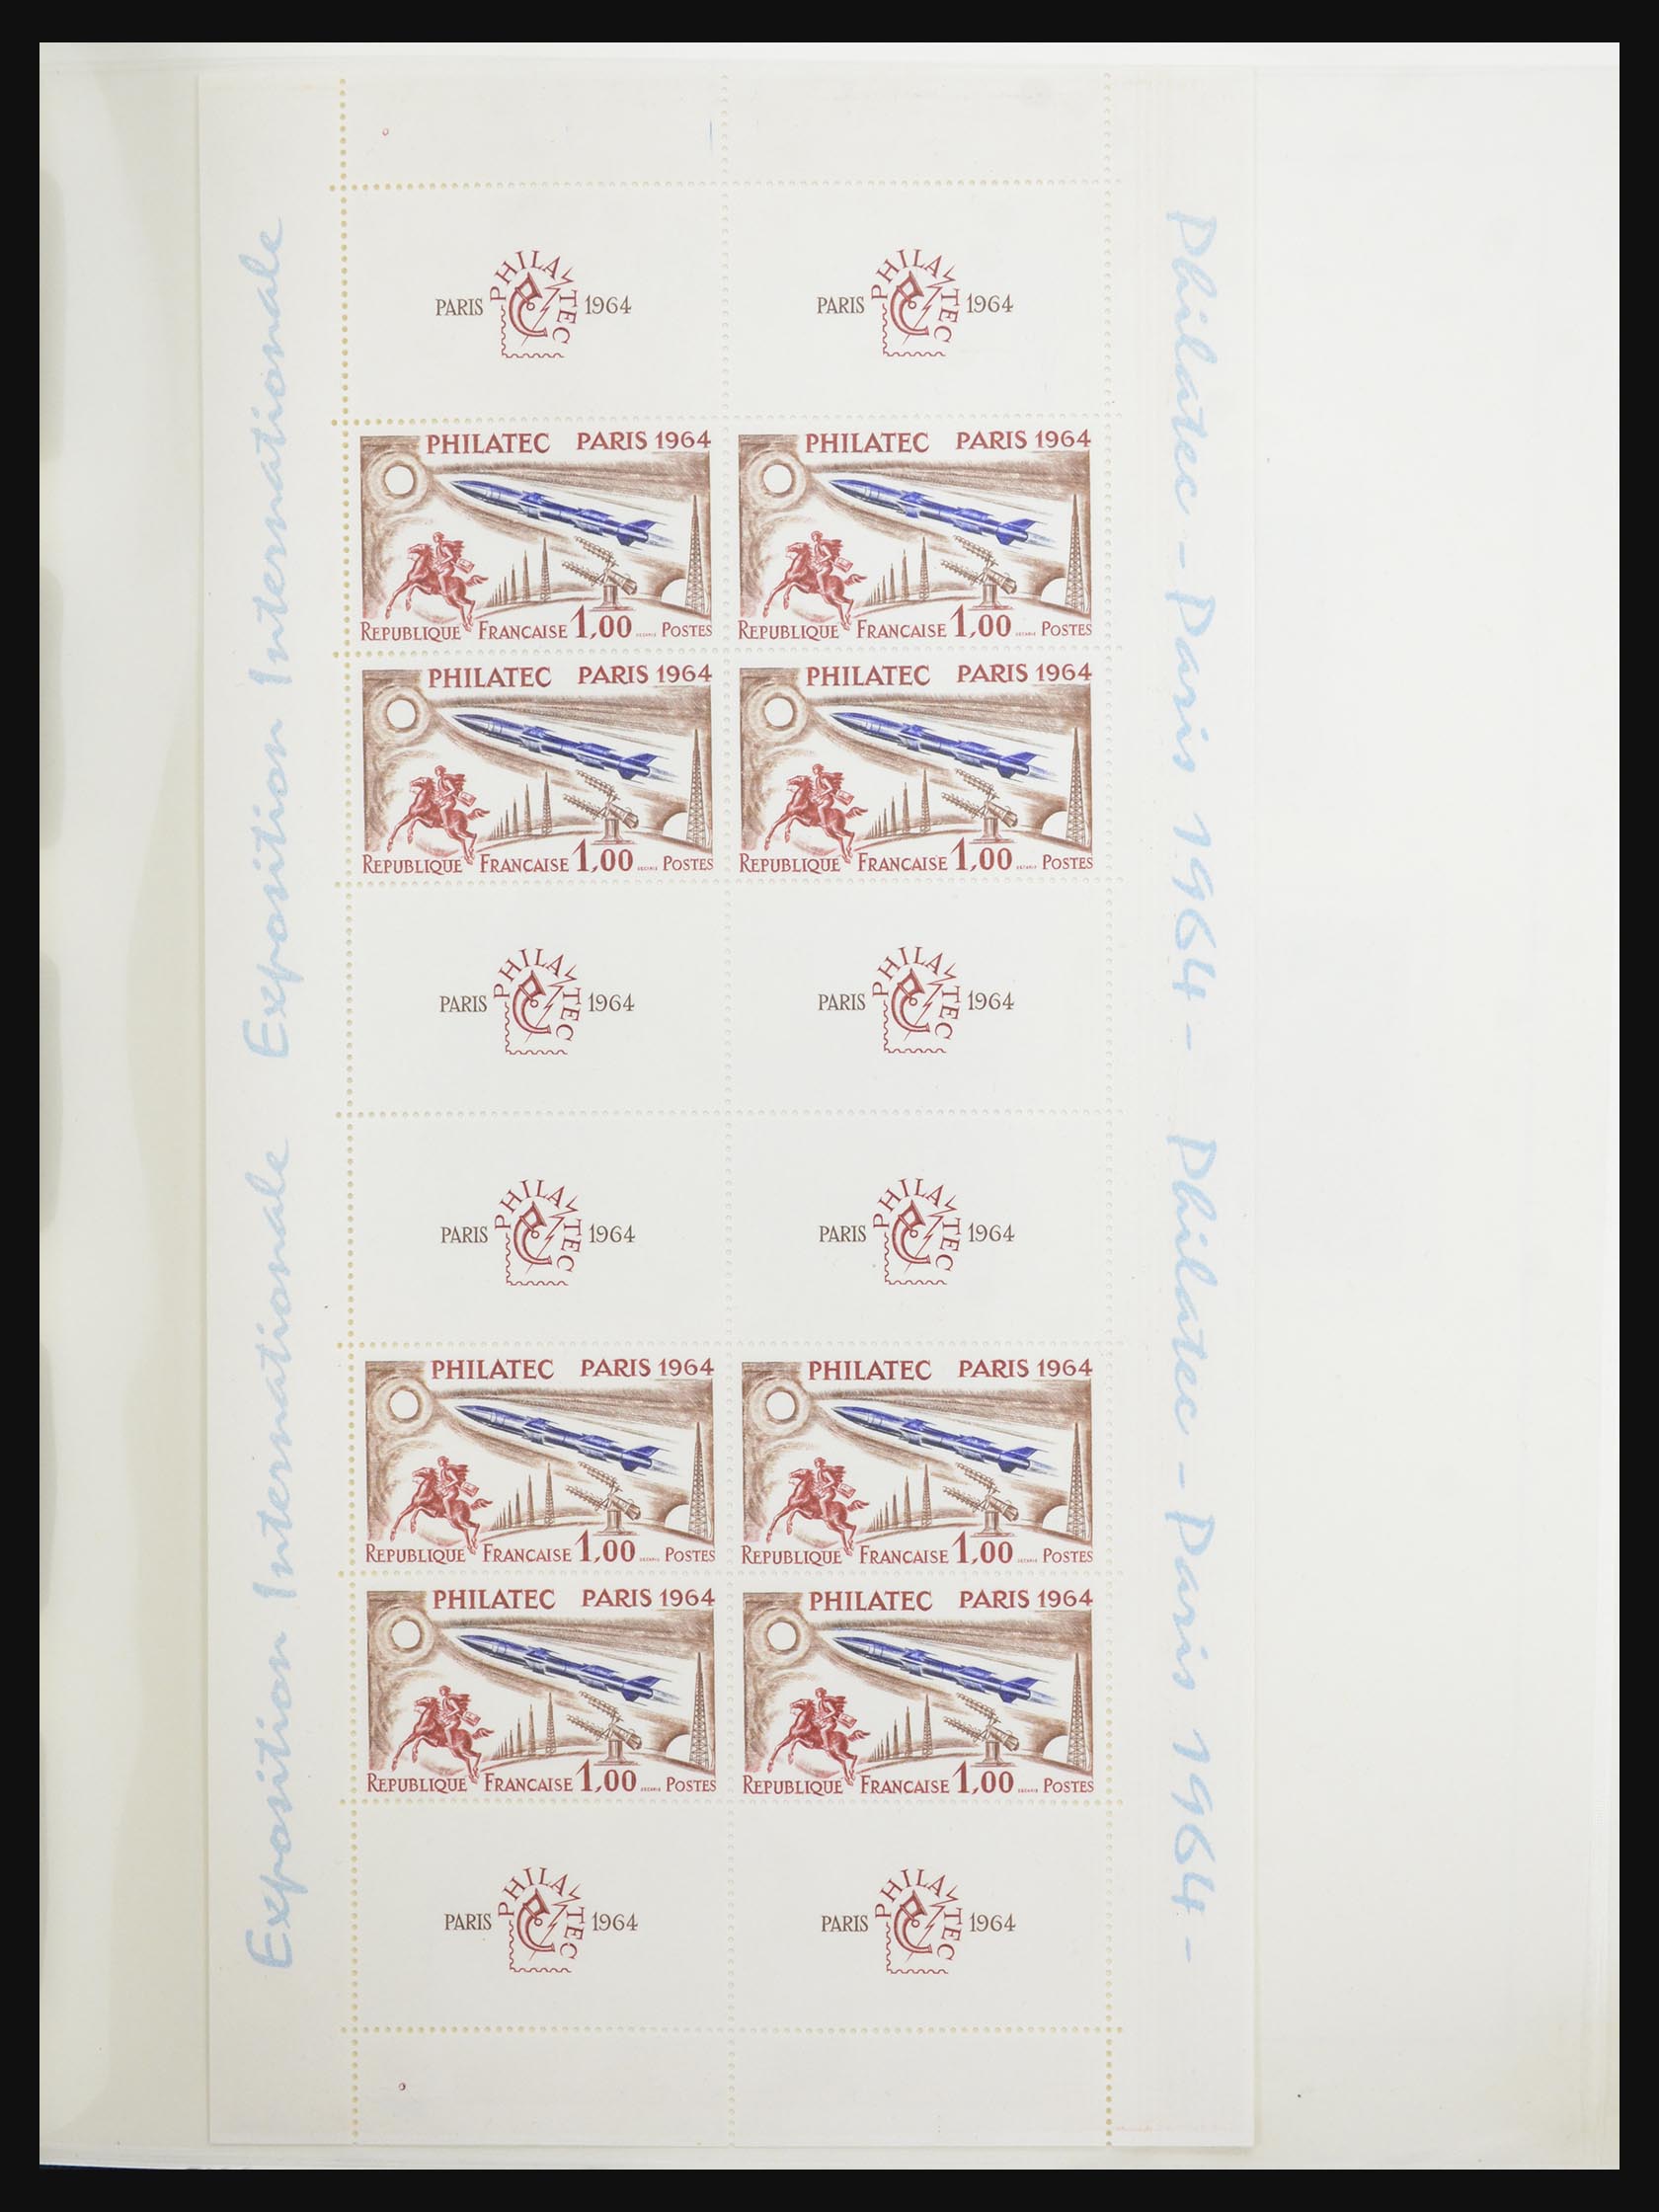 Exposition Internationale
Exposition Internationale
Philatec - Paris 1964 -
Philatec - Paris 1964 -
PARIS PHILATEC 1964
PARIS PHILATEC 1964
PHILATEC PARIS 1964
REPUBLIQUE FRANCAISE 1,00 POSTES
PHILATEC PARIS 1964
REPUBLIQUE FRANCAISE 1,00 POSTES
PHILATEC PARIS 1964
REPUBLIQUE FRANCAISE 1,00 POSTES
PHILATEC PARIS 1964
REPUBLIQUE FRANCAISE 1,00 POSTES
PARIS PHILATEC 1964
PARIS PHILATEC 1964
PARIS PHILATEC 1964
PARIS PHILATEC 1964
PHILATEC PARIS 1964
REPUBLIQUE FRANCAISE 1,00 POSTES
PHILATEC PARIS 1964
REPUBLIQUE FRANCAISE 1,00 POSTES
PHILATEC PARIS 1964
REPUBLIQUE FRANCAISE 1,00 POSTES
PHILATEC PARIS 1964
REPUBLIQUE FRANCAISE 1,00 POSTES
PARIS PHILATEC 1964
PARIS PHILATEC 1964